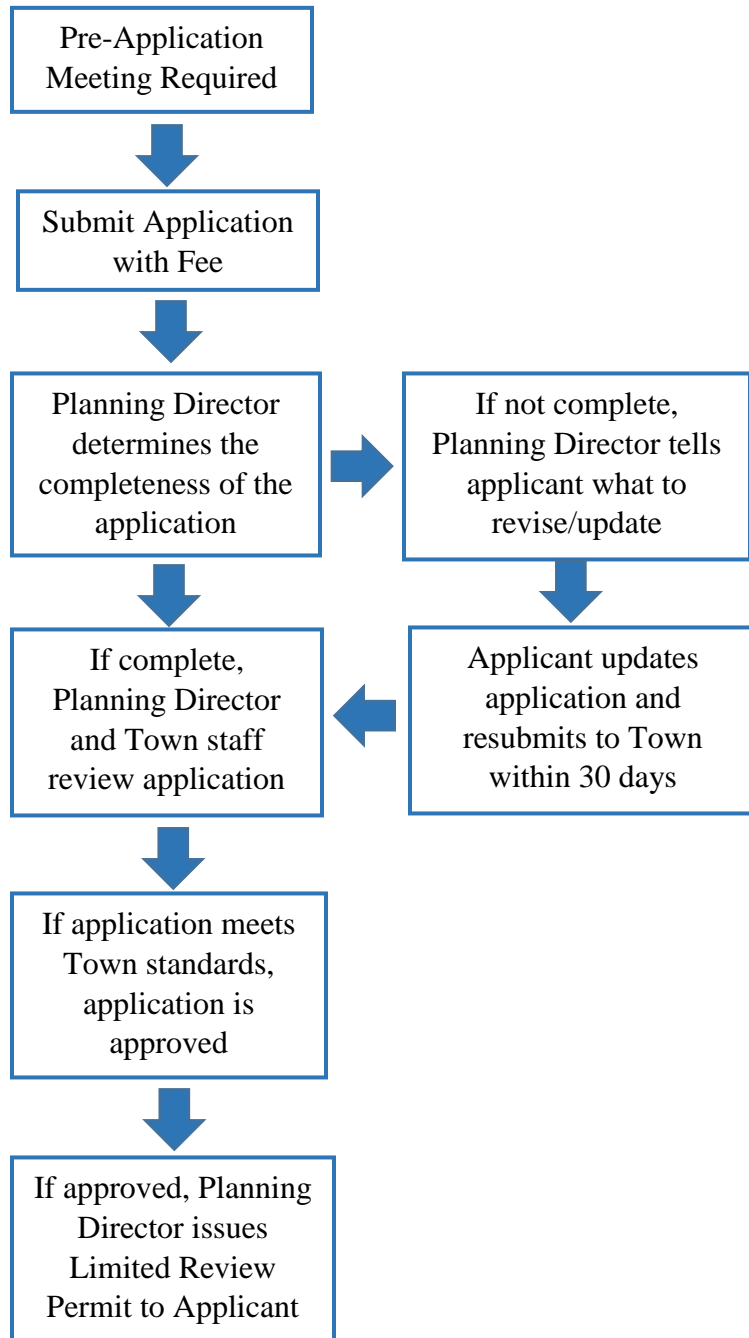 Pre-Application
Meeting Required
Submit Application
with Fee
Planning Director
determines the
completeness of the
application
If not complete,
Planning Director tells
applicant what to
revise/update
If complete,
Planning Director
and Town staff
review application
Applicant updates
application and
resubmits to Town
within 30 days
If application meets
Town standards,
application is
approved
If approved, Planning
Director issues
Limited Review
Permit to Applicant